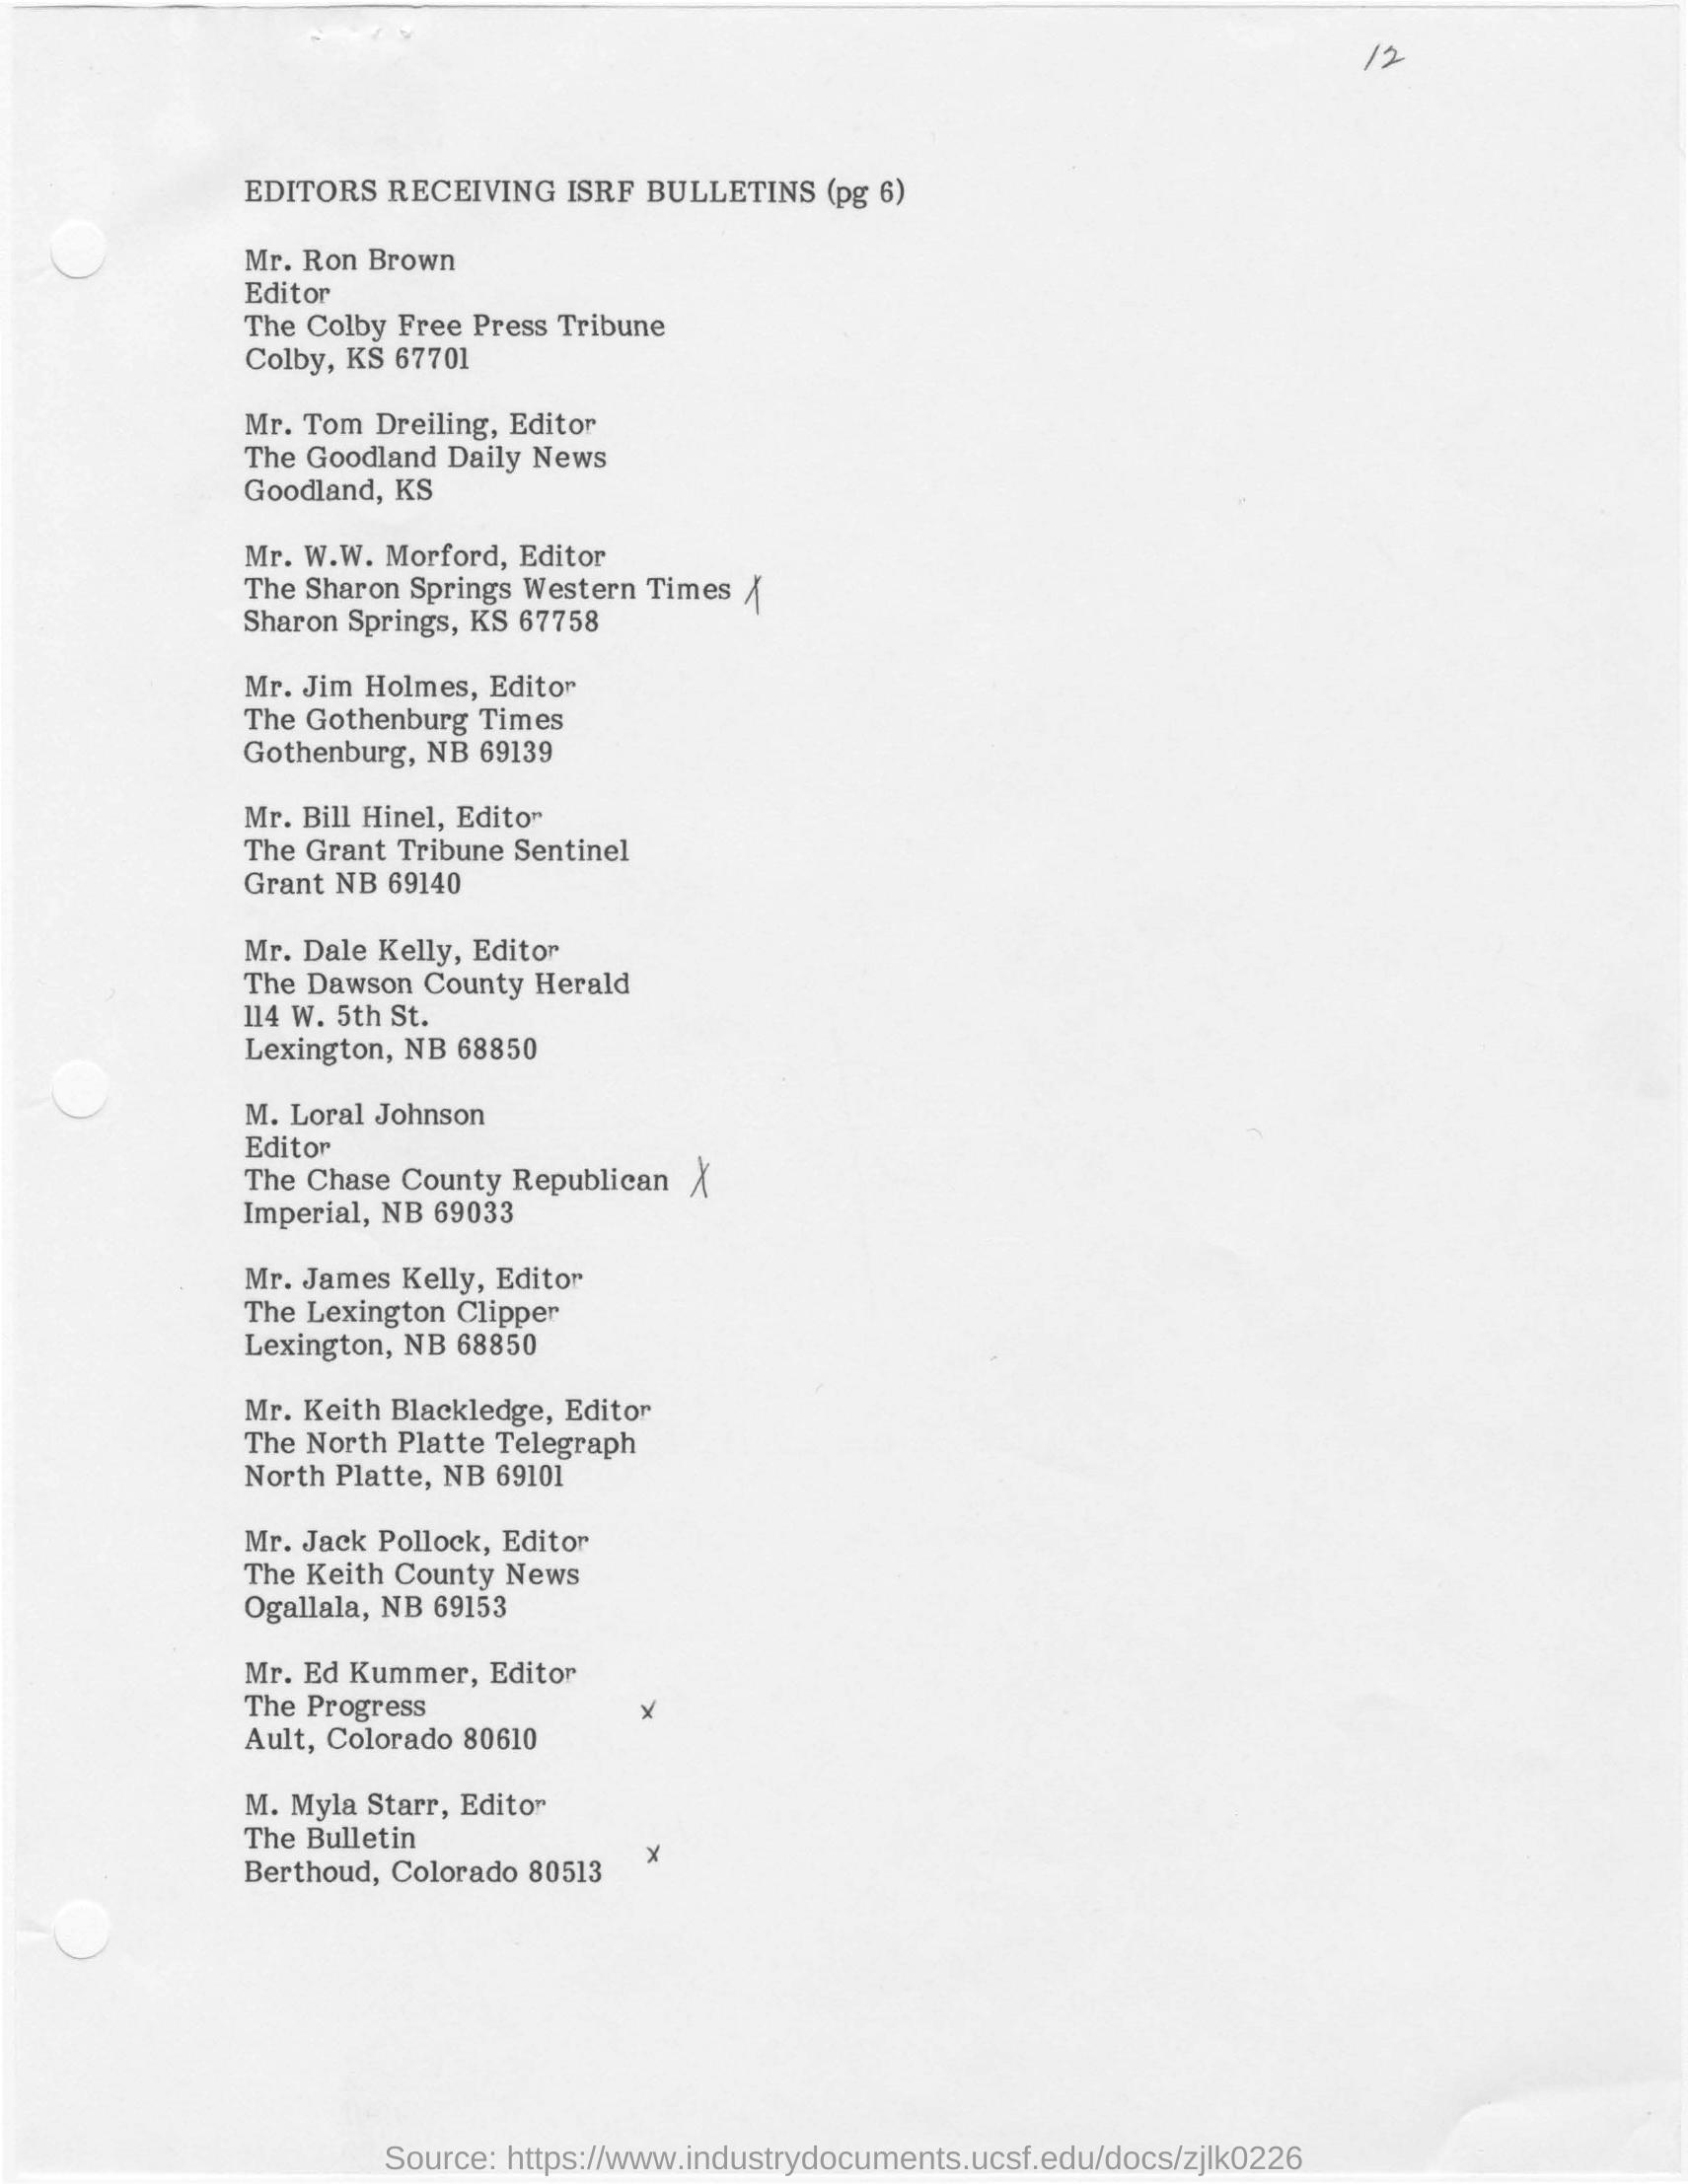 12
EDITORS RECEIVING ISRF BULLETINS (pg 6)
Mr. Ron Brown
Editor
The Colby Free Press Tribune
Colby, KS 67701
Mr. Tom Dreiling, Editor
The Goodland Daily News
Goodland, KS
Mr. W.W. Morford, Editor
The Sharon Springs Western Times X
Sharon Springs, KS 67758
Mr. Jim Holmes, Editor
The Gothenburg Times
Gothenburg, NB 69139
Mr. Bill Hinel, Editor
The Grant Tribune Sentinel
Grant NB 69140
Mr. Dale Kelly, Editor
The Dawson County Herald
114 W. 5th St.
Lexington, NB 68850
M. Loral Johnson
Editor
The Chase County Republican X
Imperial, NB 69033
Mr. James Kelly, Editor
The Lexington Clipper
Lexington, NB 68850
Mr. Keith Blackledge, Editor
The North Platte Telegraph
North Platte, NB 69101
Mr. Jack Pollock, Editor
The Keith County News
Ogallala, NB 69153
Mr. Ed Kummer, Editor
The Progress X
Ault, Colorado 80610
M. Myla Starr, Editor
The Bulletin X
Berthoud, Colorado 80513
Source: https://www.industrydocuments.ucsf.edu/docs/zjlk0226